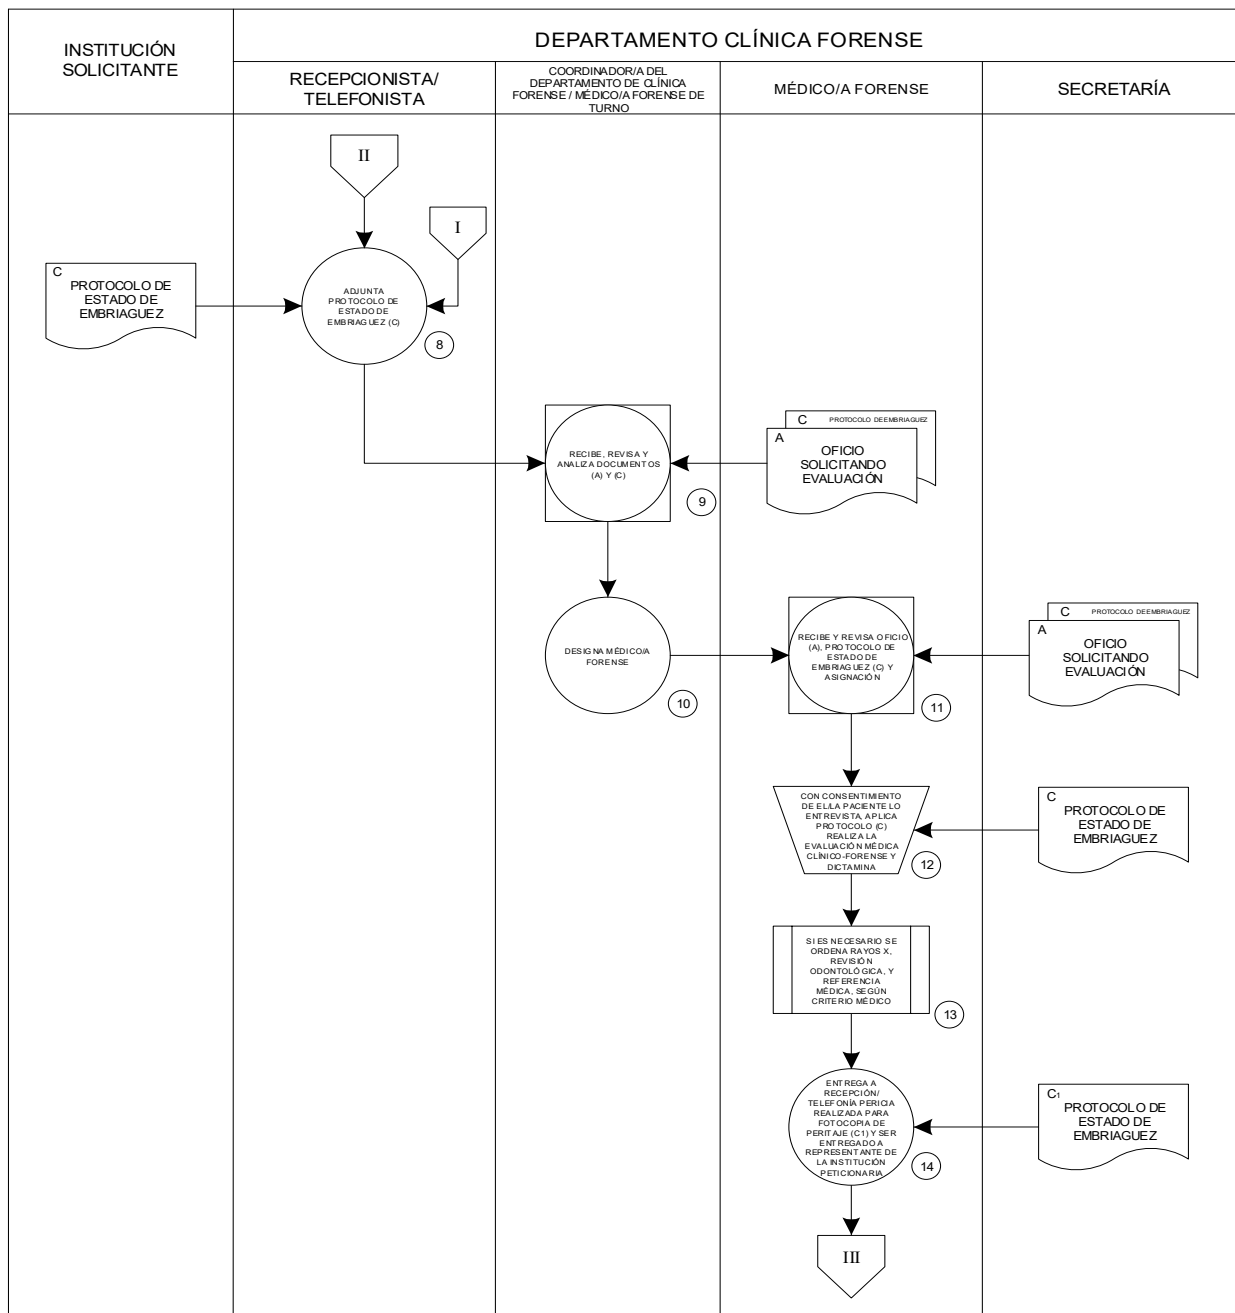 INSTITUCIÓN
SOLICITANTE
DEPARTAMENTO CLÍNICA FORENSE
RECEPCIONISTA/
TELEFONISTA
COORDINADOR/A DEL
DEPARTAMENTO DE CLÍNICA
FORENSE / MÉDICO/A FORENSE DE
TURNO
MÉDICO/A FORENSE
SECRETARÍA
II
I
C
PROTOCOLO DE
ESTADO DE
EMBRIAGUEZ
ADJUNTA
PROTOCOLO DE
ESTADO DE
EMBRIAGUEZ (C)
8
RECIBE, REVISA Y
ANALIZA DOCUMENTOS
(A) Y (C)
9
C PROTOCOLO DE EMBRIAGUEZ
A
OFICIO
SOLICITANDO
EVALUACIÓN
DESIGNA MÉDICO/A
FORENSE
10
RECIBE Y REVISA OFICIO
(A), PROTOCOLO DE
ESTADO DE
EMBRIAGUEZ (C) Y
ASIGNACIÓN
11
C PROTOCOLO DE EMBRIAGUEZ
A
OFICIO
SOLICITANDO
EVALUACIÓN
CON CONSENTIMIENTO
DE EL/LA PACIENTE LO
ENTREVISTA, APLICA
PROTOCOLO (C)
REALIZA LA
EVALUACIÓN MÉDICA
CLÍNICO-FORENSE Y
DICTAMINA
12
C
PROTOCOLO DE
ESTADO DE
EMBRIAGUEZ
SI ES NECESARIO SE
ORDENA RAYOS X,
REVISIÓN
ODONTOLÓGICA, Y
REFERENCIA
MÉDICA, SEGÚN
CRITERIO MÉDICO
13
ENTREGA A
RECEPCIÓN/
TELEFONÍA PERICIA
REALIZADA PARA
FOTOCOPIA DE
PERITAJE (C1) Y SER
ENTREGADO A
REPRESENTANTE DE
LA INSTITUCIÓN
PETICIONARIA
14
C1
PROTOCOLO DE
ESTADO DE
EMBRIAGUEZ
III